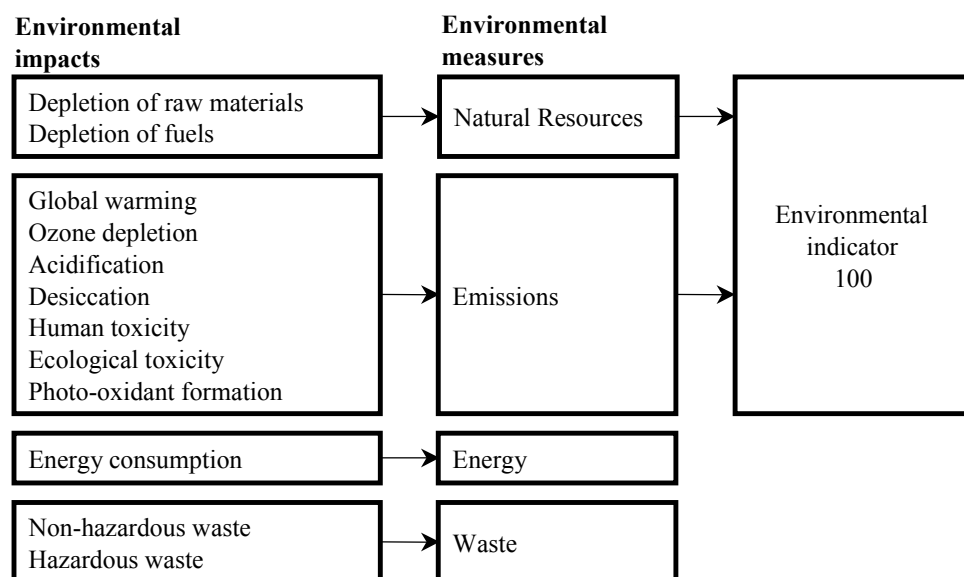 Environmental
impacts
Environmental
measures
Depletion of raw materials
Depletion of fuels
Natural Resources
Global warming
Ozone depletion
Acidification
Desiccation
Human toxicity
Ecological toxicity
Photo-oxidant formation
Emissions
Environmental
indicator
100
Energy consumption
Energy
Non-hazardous waste
Hazardous waste
Waste